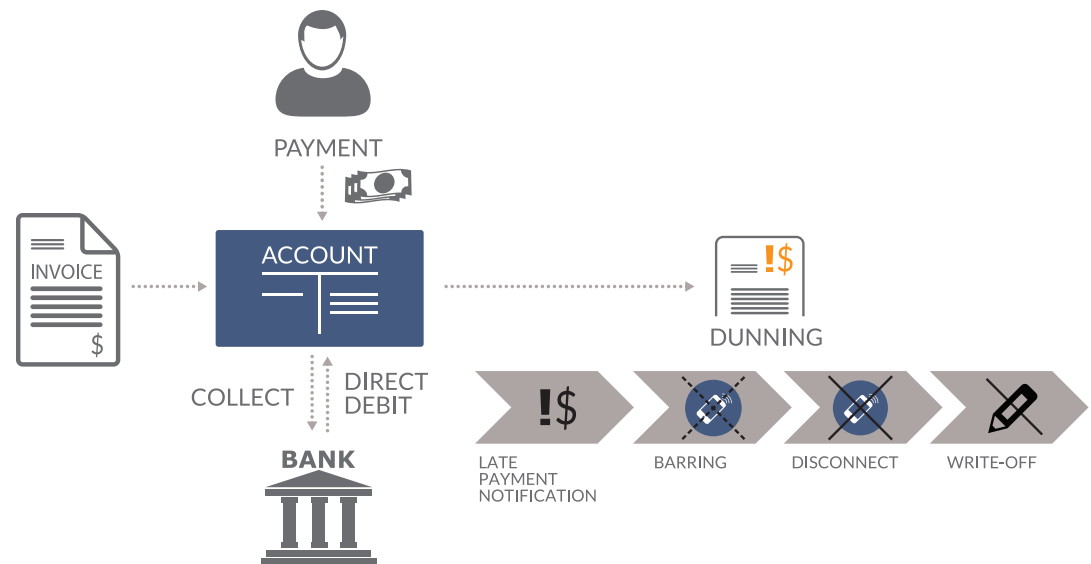 PAYMENT
INVOICE
$
ACCOUNT
!$
DUNNING
COLLECT
DIRECT
DEBIT
BANK
!$
LATE
PAYMENT
NOTIFICATION
BARRING
DISCONNECT
WRITE-OFF